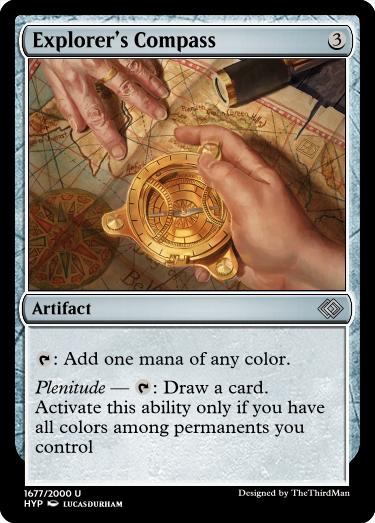 Explorer's Compass 3
Artifact
: Add one mana of any color.
Plenitude — : Draw a card.
Activate this ability only if you have
all colors among permanents you
control
1677/2000 U
HYP LUCASDURHAM
Designed by TheThirdMan